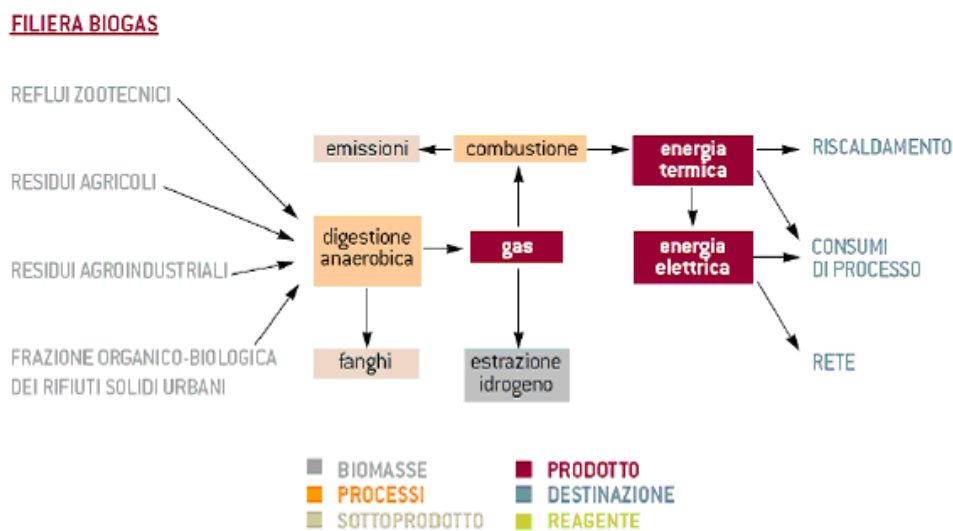 FILIERA BIOGAS
REFLUI ZOOTECNICI
RESIDUI AGRICOLI
RESIDUI AGROINDUSTRIALI
FRAZIONE ORGANICO-BIOLOGICA
DEI RIFIUTI SOLIDI URBANI
digestione
anaerobica
fanghi
emissioni
combustione
gas
estrazione
idrogeno
energia
termica
energia
elettrica
RISCALDAMENTO
CONSUMI
DI PROCESSO
RETE
BIOMASSE
PROCESSI
SOTTOPRODOTTO
PRODOTTO
DESTINAZIONE
REAGENTE